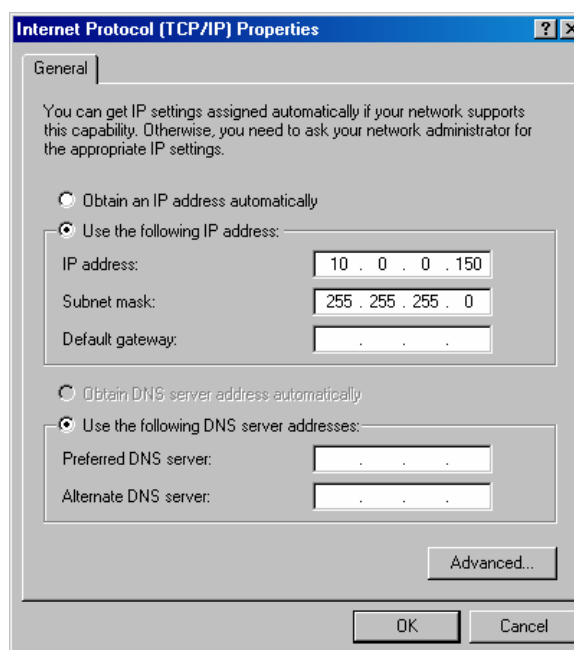 Internet Protocol (TCP/IP) Properties ? X
General
You can get IP settings assigned automatically if your network supports
this capability. Otherwise, you need to ask your network administrator for
the appropriate IP settings.
Obtain an IP address automatically
Use the following IP address:
IP address: 10 . 0 . 0 . 150
Subnet mask: 255 . 255 . 255 . 0
Default gateway: . . .
Obtain DNS server address automatically
Use the following DNS server addresses:
Preferred DNS server: . . .
Alternate DNS server: . . .
Advanced...
OK Cancel